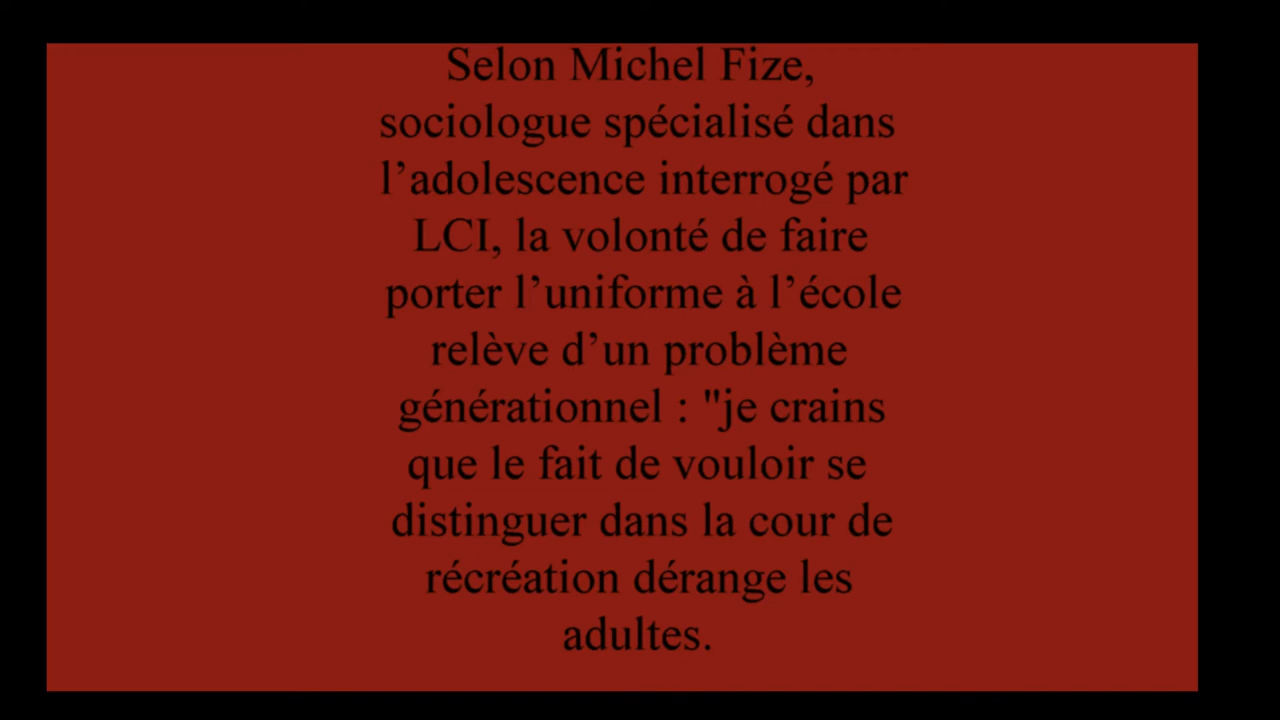 Selon Michel Fize,
sociologue spécialisé dans
l’adolescence interrogé par
LCI, la volonté de faire
porter l’uniforme à l’école
relève d’un problème
générationnel : "je crains
que le fait de vouloir se
distinguer dans la cour de
récréation dérange les
adultes.